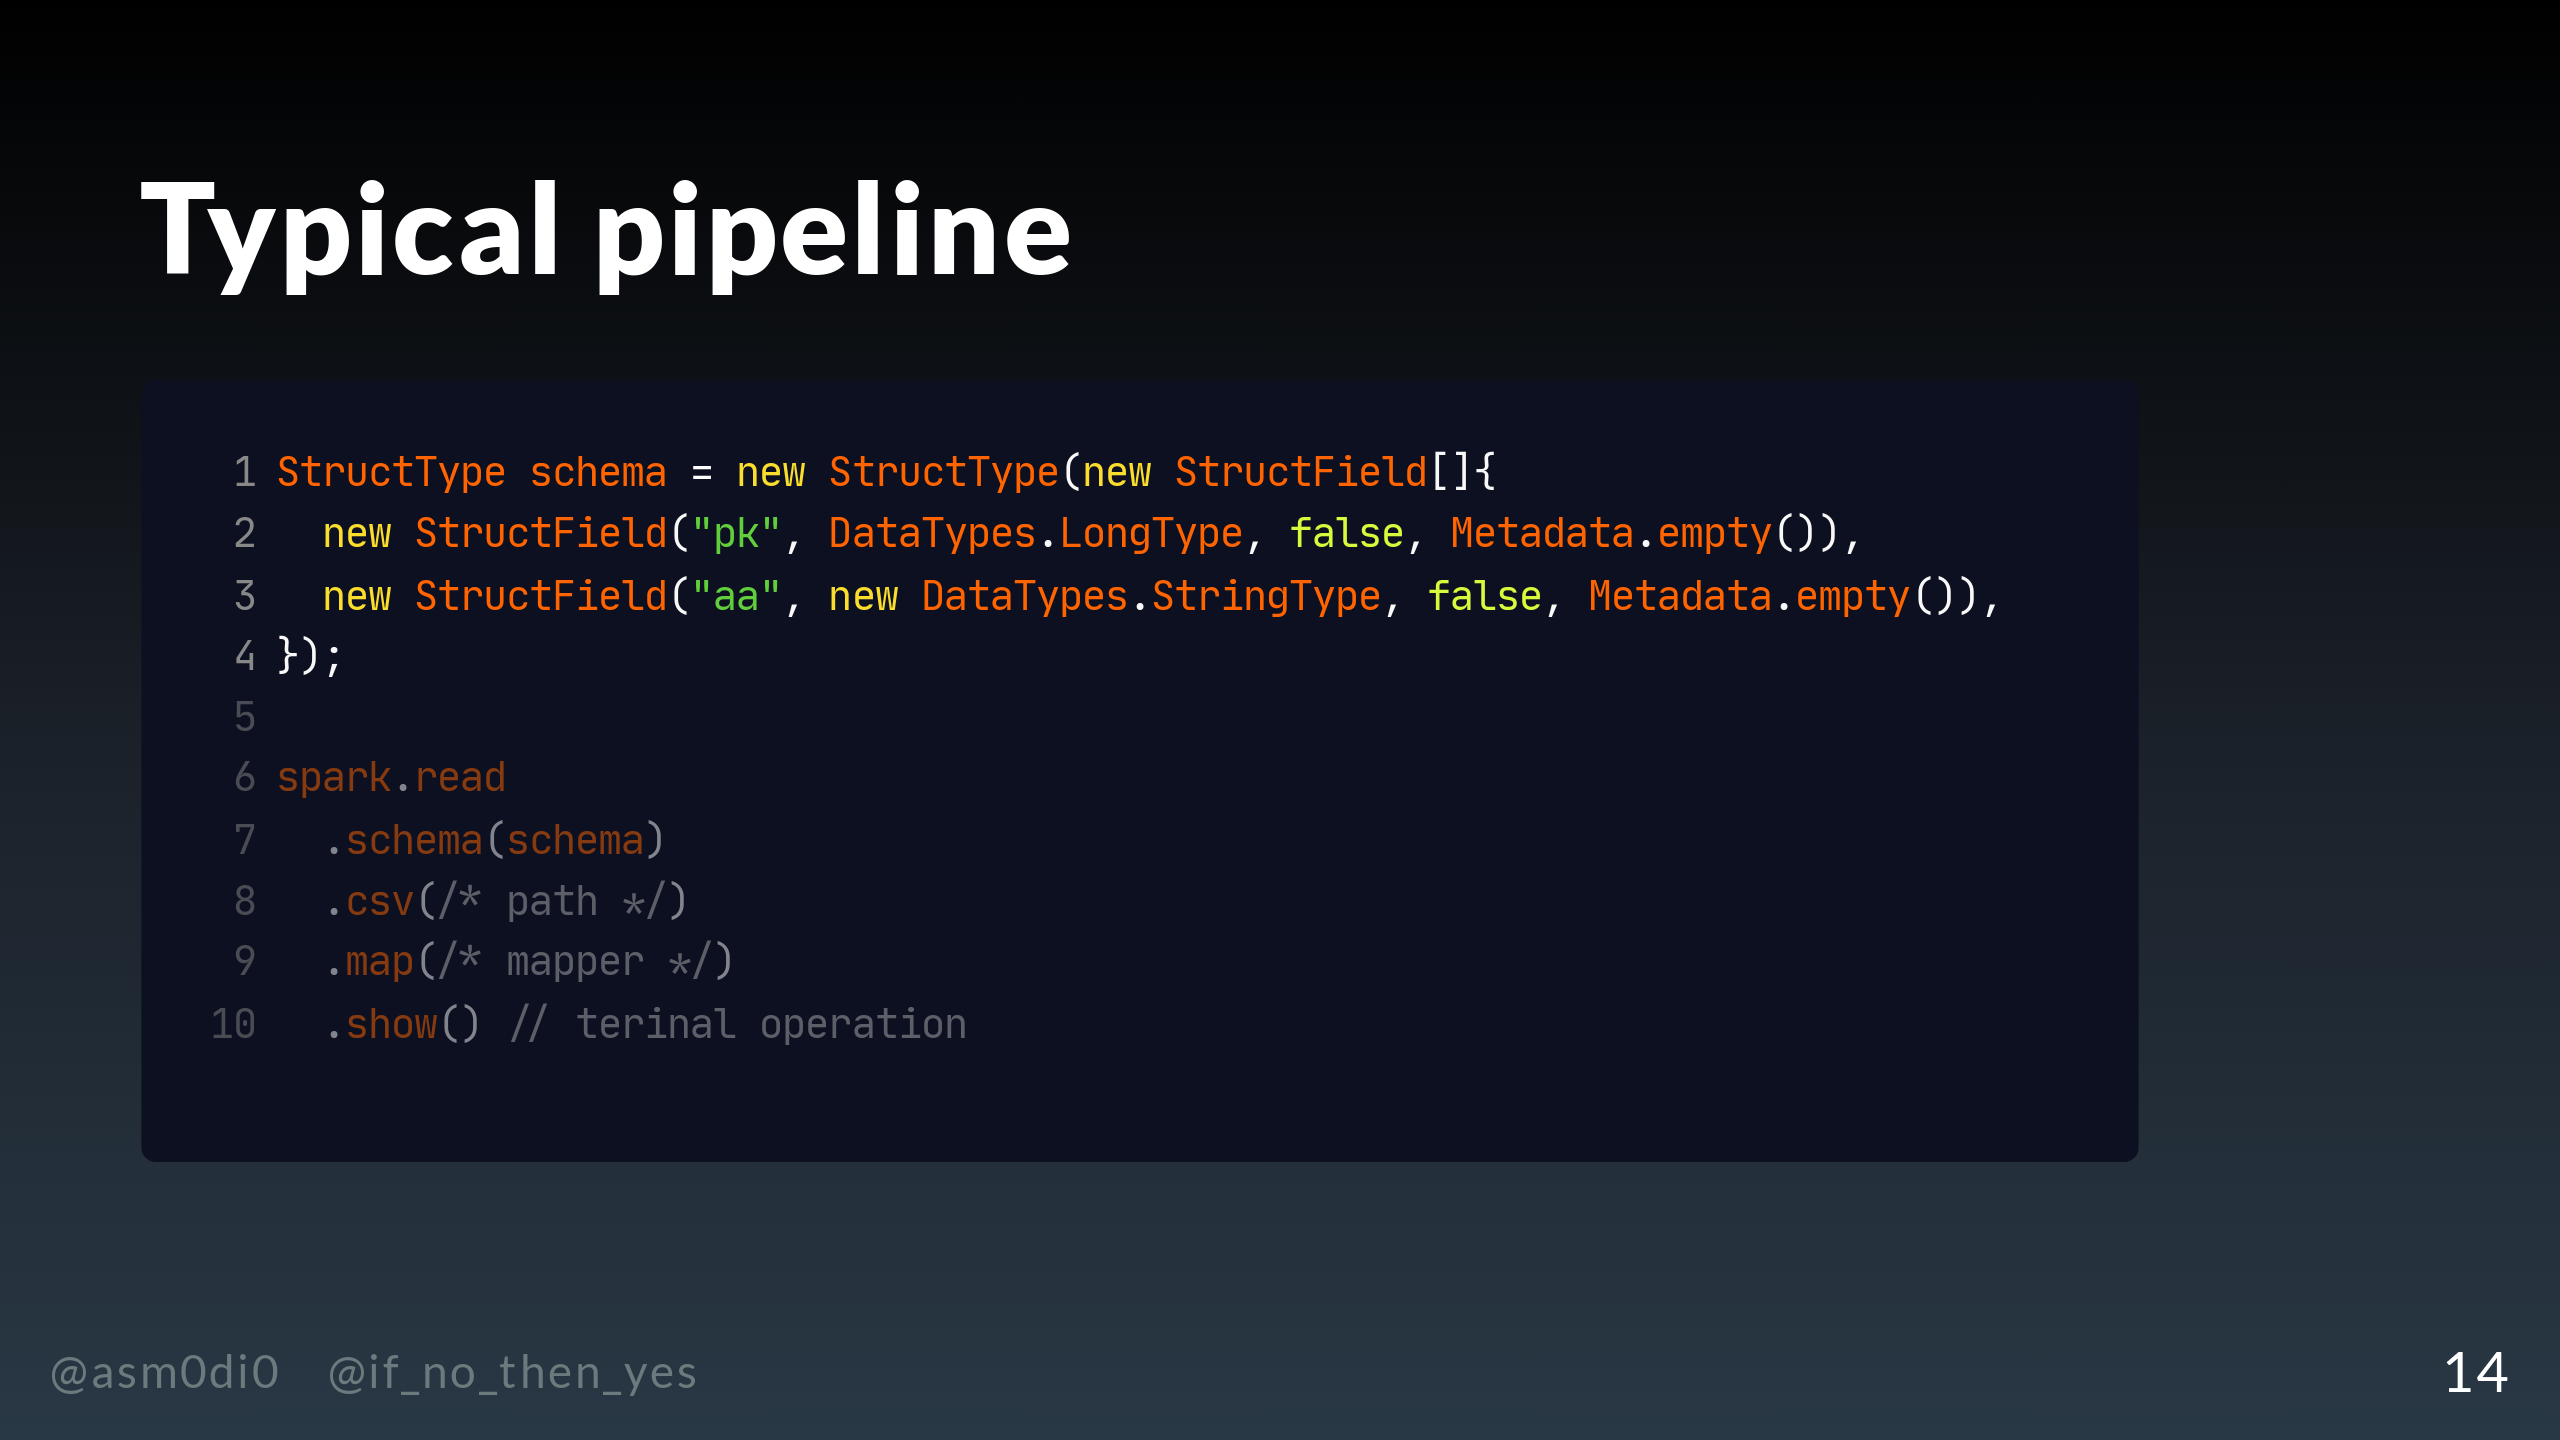 Typical pipeline
1 StructType schema = new StructType(new StructField[]{
2   new StructField("pk", DataTypes.LongType, false, Metadata.empty()),
3   new StructField("aa", new DataTypes.StringType, false, Metadata.empty()),
4 });
5
6 spark.read
7   .schema(schema)
8   .csv(/* path */)
9   .map(/* mapper */)
10   .show() // terinal operation
@asm0di0 @if_no_then_yes
14